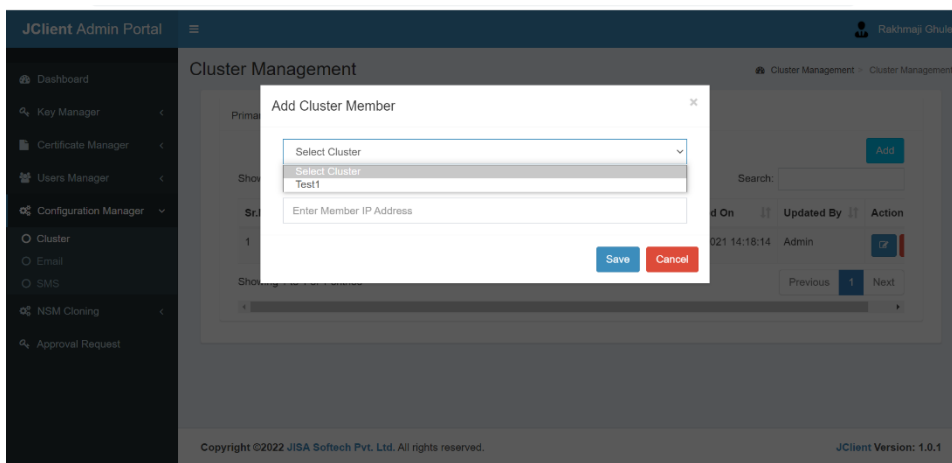 JClient Admin Portal
Rakhmaji Ghule
Dashboard
Key Manager
Certificate Manager
Users Manager
Configuration Manager
Cluster
Email
SMS
NSM Cloning
Approval Request
Cluster Management
Cluster Management
Cluster Management
Add Cluster Member
×
Select Cluster
Select Cluster
Test1
Enter Member IP Address
Save
Cancel
Add
Search:
d On
Updated By
Action
1
021 14:18:14
Admin
Previous
1
Next
Copyright ©2022 JISA Softech Pvt. Ltd. All rights reserved.
JClient Version: 1.0.1